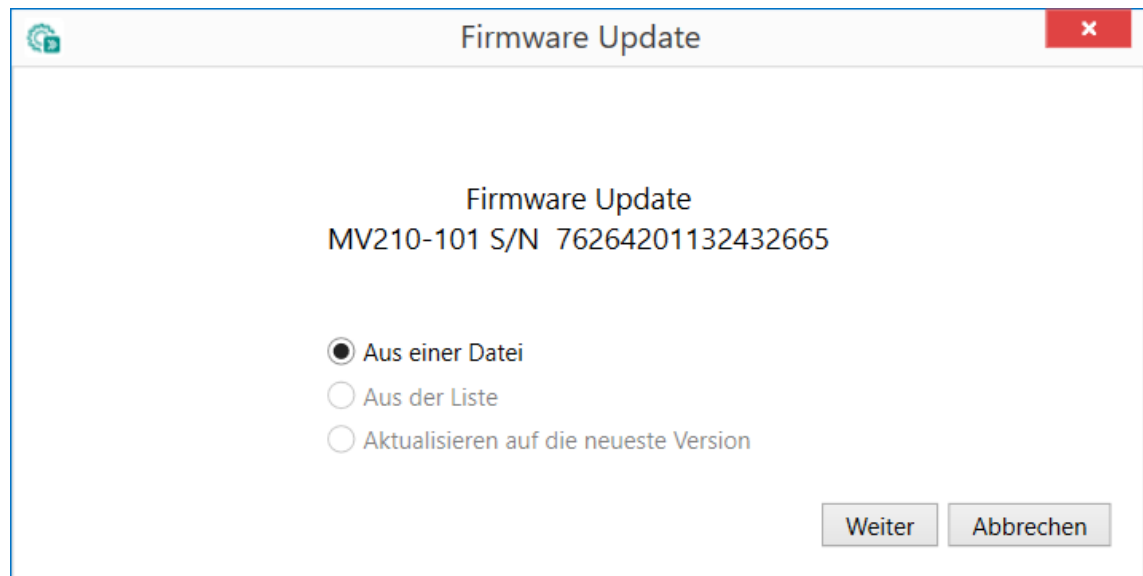 Firmware Update
Firmware Update
MV210-101 S/N  76264201132432665
Aus einer Datei
Aus der Liste
Aktualisieren auf die neueste Version
Weiter Abbrechen